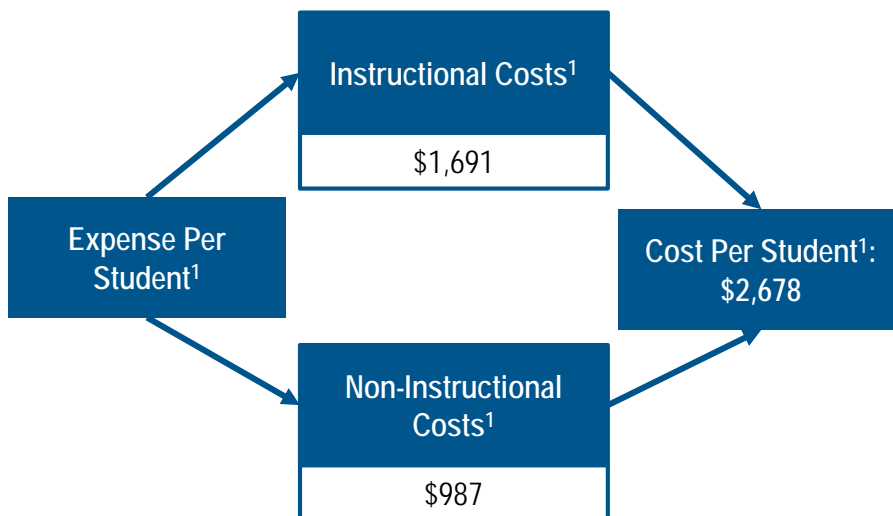 Instructional Costs¹
$1,691
Expense Per
Student¹
Cost Per Student¹:
$2,678
Non-Instructional
Costs¹
$987